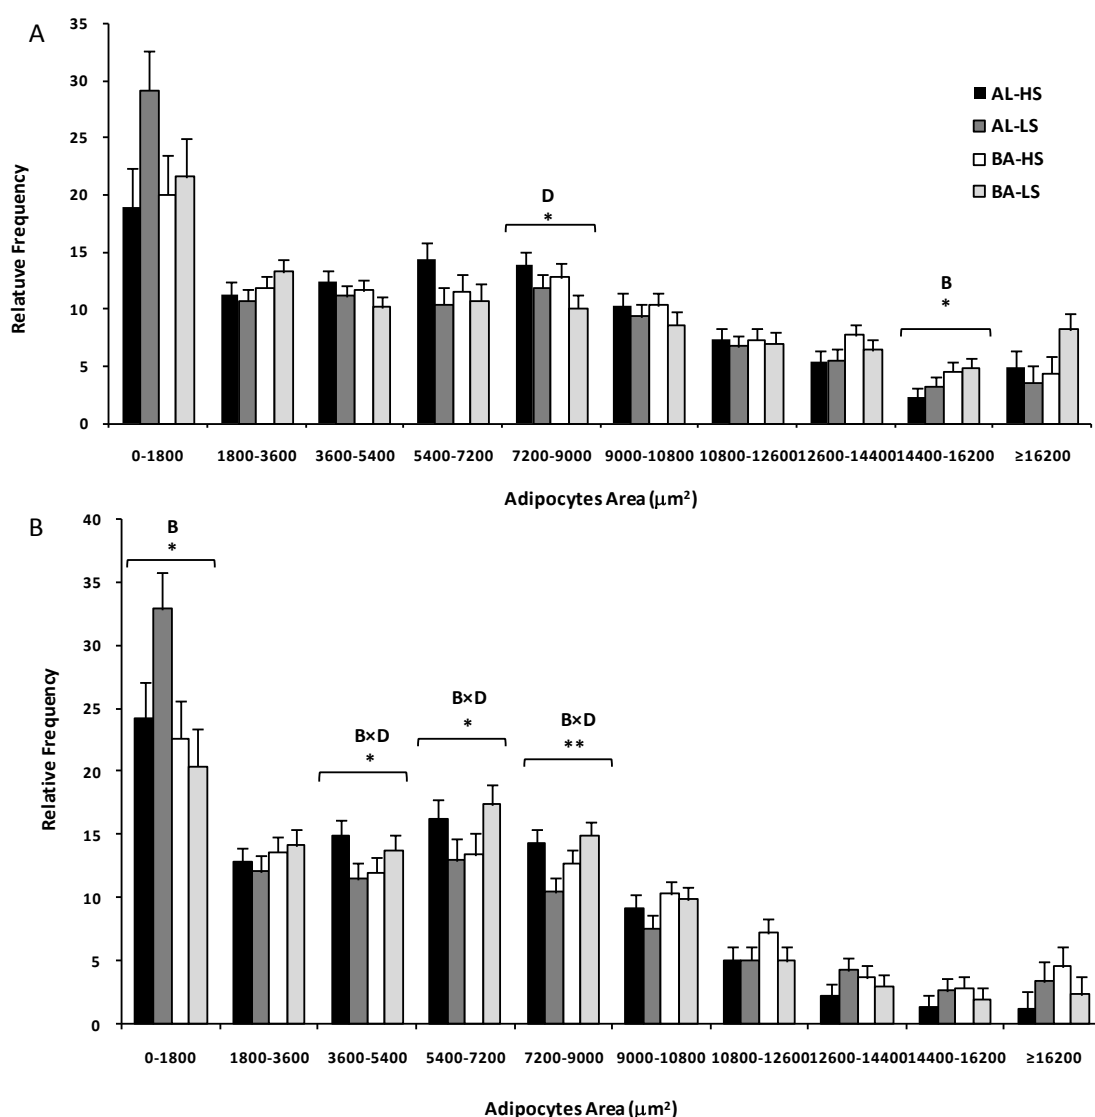 A
35
30
25
20
15
10
5
0
Relatuve Frequency
AL-HS
AL-LS
BA-HS
BA-LS
D
*
B
*
0-1800 1800-3600 3600-5400 5400-7200 7200-9000 9000-10800 10800-12600 12600-14400 14400-16200 ≥16200
Adipocytes Area (μm²)
B
40
35
30
25
20
15
10
5
0
Relative Frequency
B
*
B×D
*
B×D
*
B×D
**
0-1800 1800-3600 3600-5400 5400-7200 7200-9000 9000-10800 10800-12600 12600-14400 14400-16200 ≥16200
Adipocytes Area (μm²)